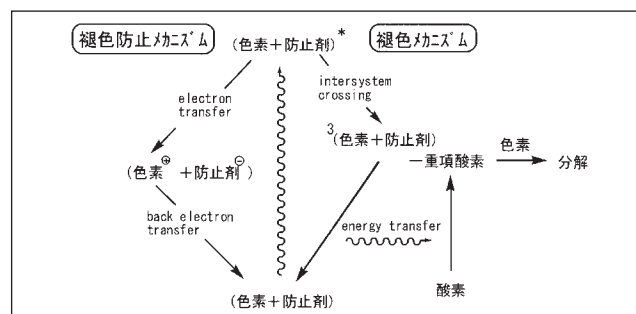 褪色防止ﾒｶﾆｽﾞﾑ
(色素+防止剤)*
褪色ﾒｶﾆｽﾞﾑ
electron
transfer
intersystem
crossing
3(色素+防止剤)
(色素⊕ +防止剤⊖)
一重項酸素
色素
分解
back electron
transfer
energy transfer
(色素+防止剤)
酸素